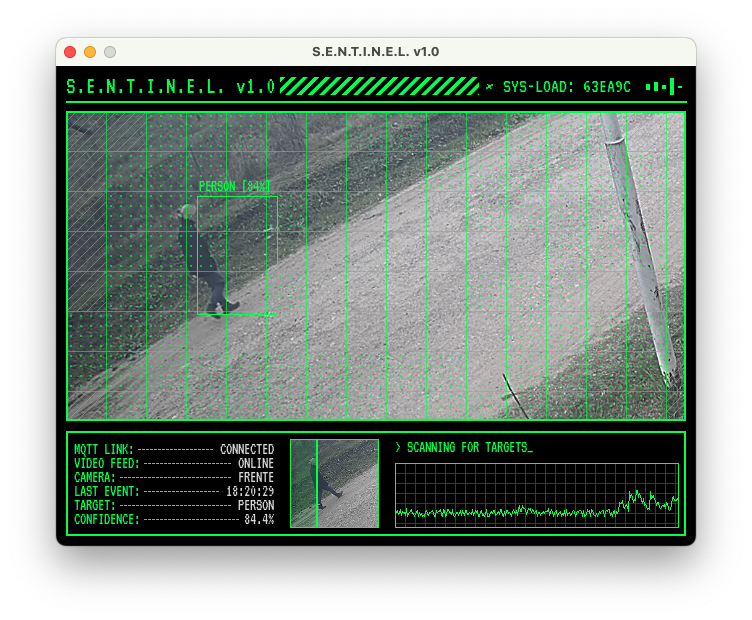 S.E.N.T.I.N.E.L. v1.0
S.E.N.T.I.N.E.L. v1.0
SYS-LOAD: 63EA9C
PERSON [84%]
MQTT LINK: CONNECTED
VIDEO FEED: ONLINE
CAMERA: FRENTE
LAST EVENT: 18:20:29
TARGET: PERSON
CONFIDENCE: 84.4%
> SCANNING FOR TARGETS_